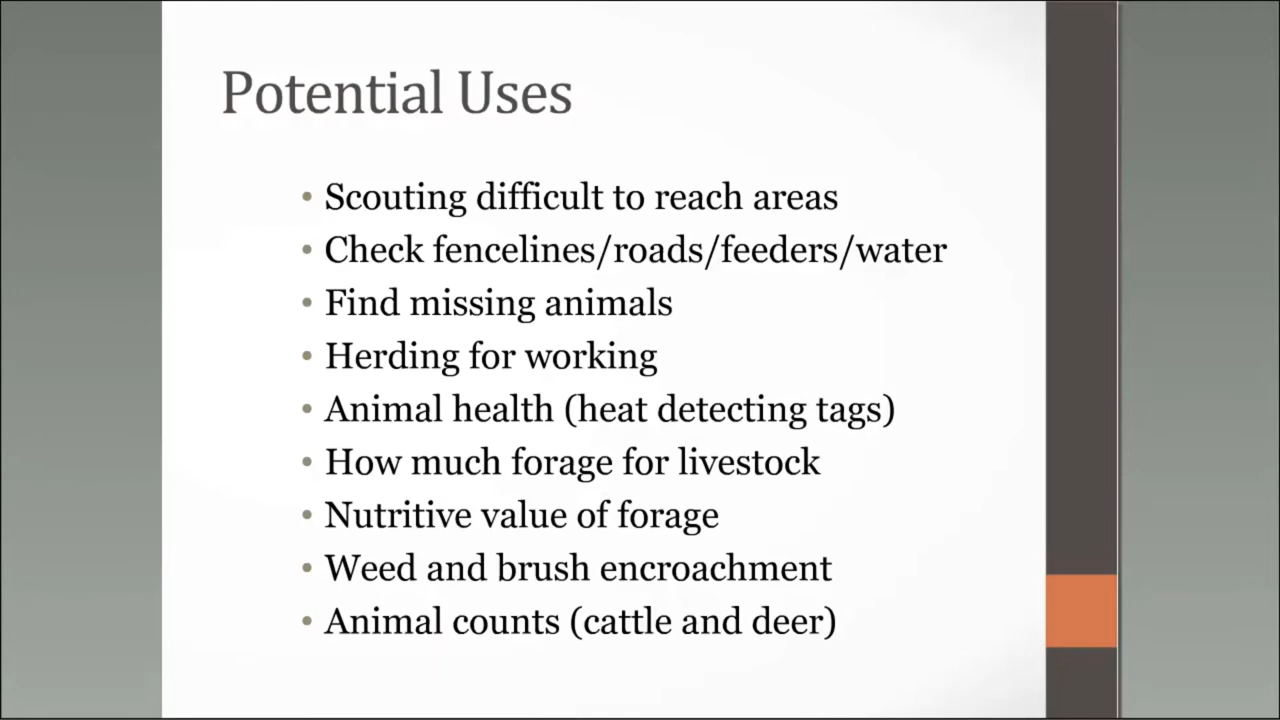 Potential Uses
• Scouting difficult to reach areas
• Check fencelines/roads/feeders/water
• Find missing animals
• Herding for working
• Animal health (heat detecting tags)
• How much forage for livestock
• Nutritive value of forage
• Weed and brush encroachment
• Animal counts (cattle and deer)